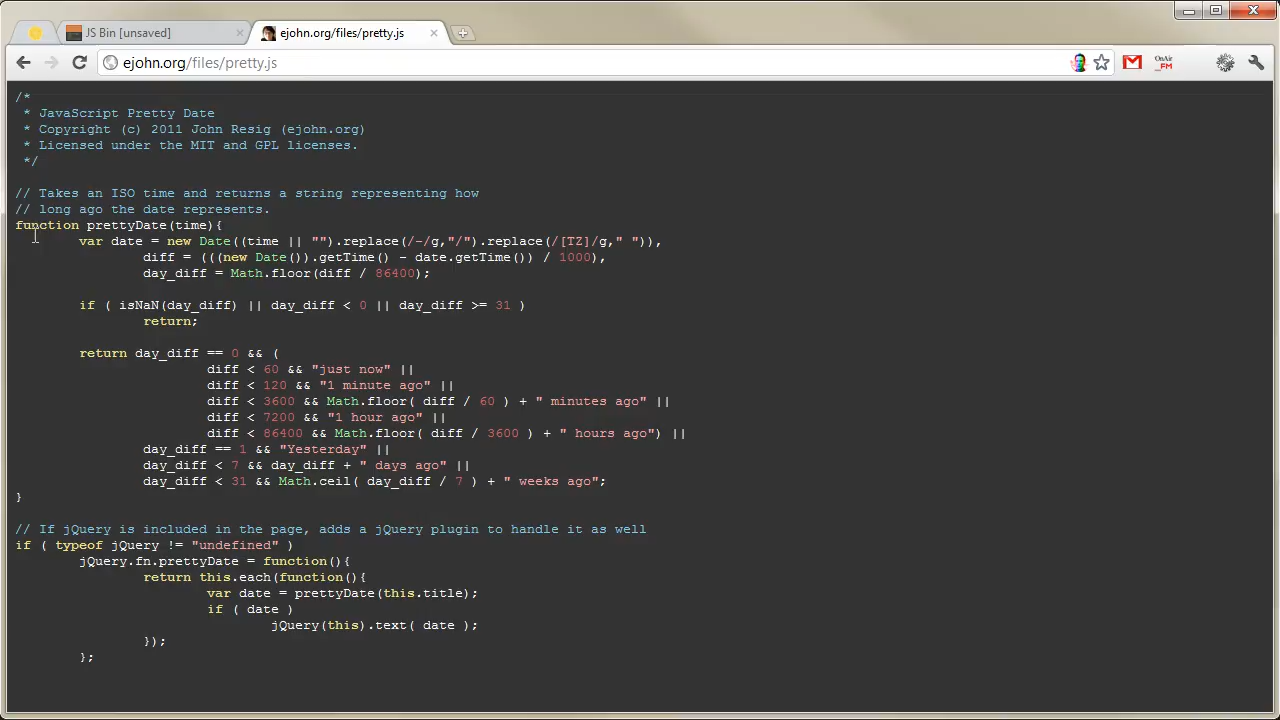 JS Bin [unsaved]
ejohn.org/files/pretty.js
ejohn.org/files/pretty.js
OnAir
_FM
/*
 * JavaScript Pretty Date
 * Copyright (c) 2011 John Resig (ejohn.org)
 * Licensed under the MIT and GPL licenses.
 */
// Takes an ISO time and returns a string representing how
// long ago the date represents.
function prettyDate(time){
var date = new Date((time || "").replace(/-/g,"/").replace(/[TZ]/g," ")),
diff = (((new Date()).getTime() - date.getTime()) / 1000),
day_diff = Math.floor(diff / 86400);
if ( isNaN(day_diff) || day_diff < 0 || day_diff >= 31 )
return;
return day_diff == 0 && (
diff < 60 && "just now" ||
diff < 120 && "1 minute ago" ||
diff < 3600 && Math.floor( diff / 60 ) + " minutes ago" ||
diff < 7200 && "1 hour ago" ||
diff < 86400 && Math.floor( diff / 3600 ) + " hours ago") ||
day_diff == 1 && "Yesterday" ||
day_diff < 7 && day_diff + " days ago" ||
day_diff < 31 && Math.ceil( day_diff / 7 ) + " weeks ago";
}
// If jQuery is included in the page, adds a jQuery plugin to handle it as well
if ( typeof jQuery != "undefined" )
jQuery.fn.prettyDate = function(){
return this.each(function(){
var date = prettyDate(this.title);
if ( date )
jQuery(this).text( date );
});
};